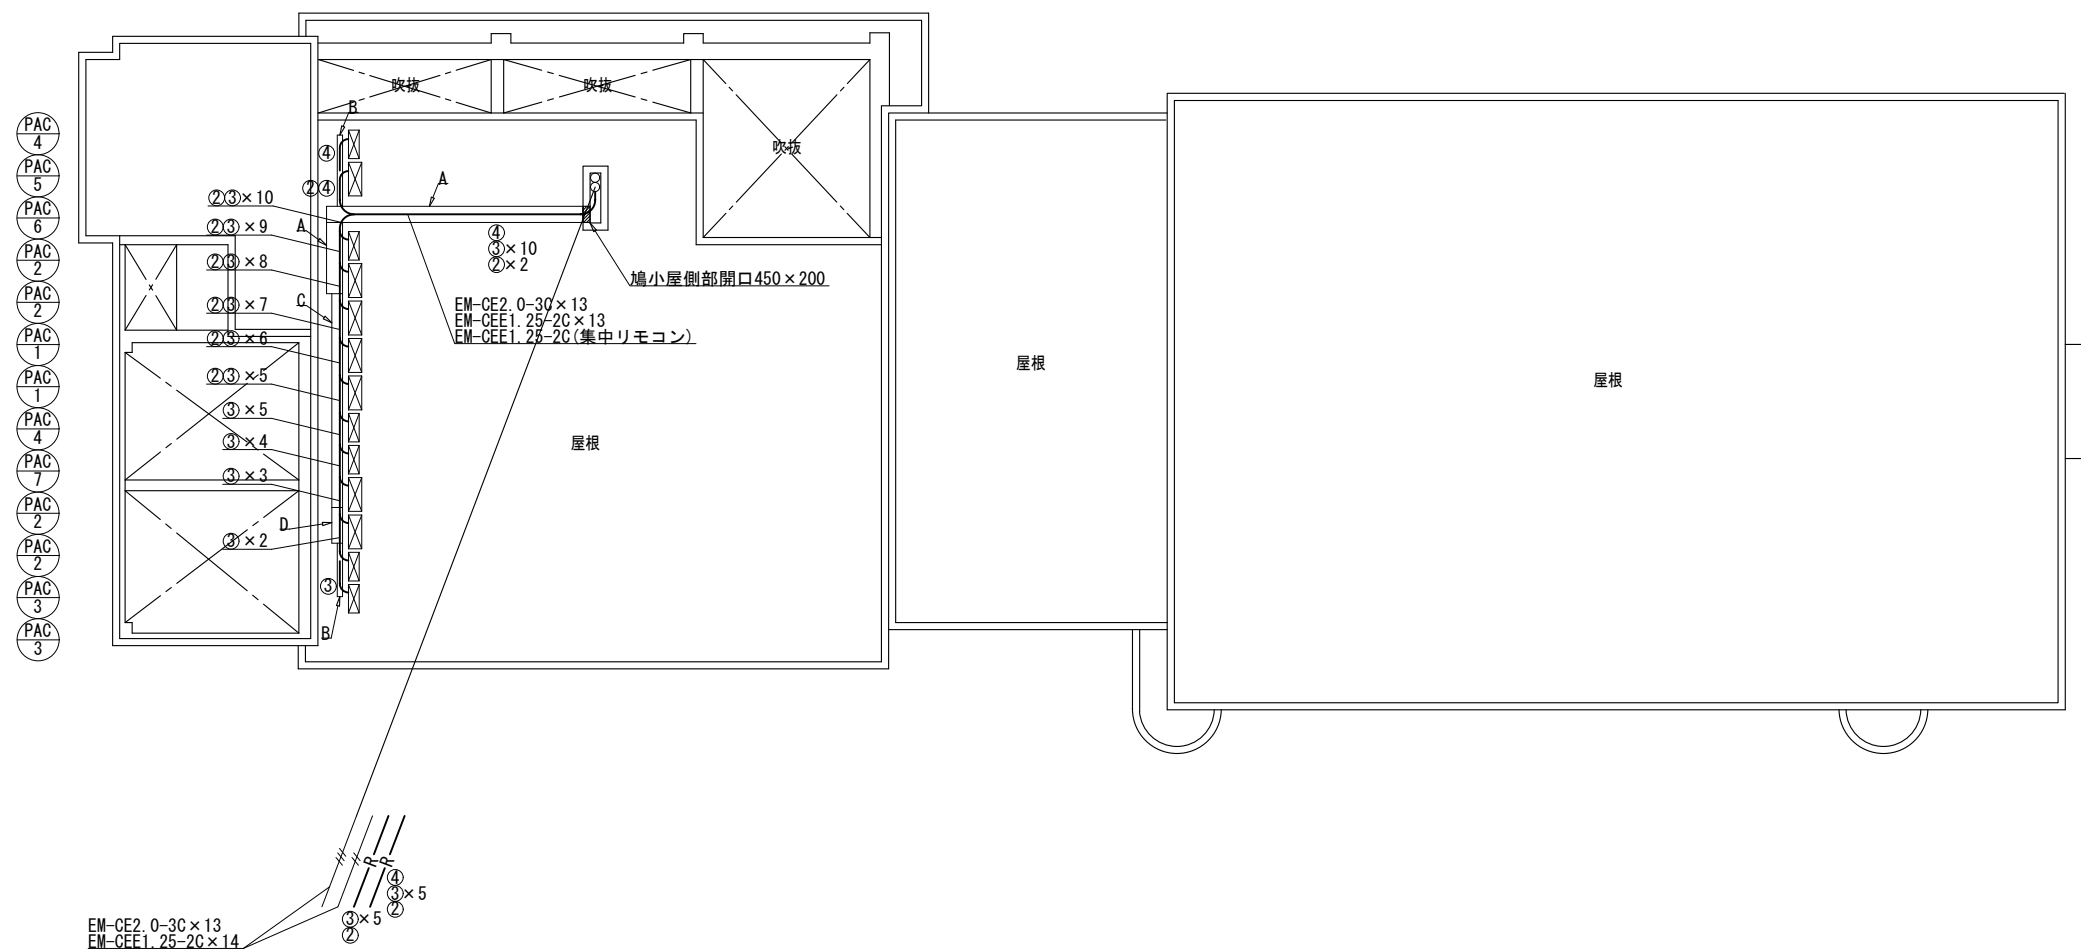 吹抜
吹抜
吹抜
B
④
②④
A
②③×10
②③×9
A
②③×8
C
②③×7
②③×6
②③×5
③×5
③×4
③×3
D
③×2
③
B
④
③×10
②×2
鳩小屋側部開口450×200
EM-CE2.0-3C×13
EM-CEE1.25-2C×13
EM-CEE1.25-2C(集中リモコン)
屋根
屋根
屋根
PAC
4
PAC
5
PAC
6
PAC
2
PAC
2
PAC
1
PAC
1
PAC
4
PAC
7
PAC
2
PAC
2
PAC
3
PAC
3
R
R
④
③×5
②
③×5
②
EM-CE2.0-3C×13
EM-CEE1.25-2C×14